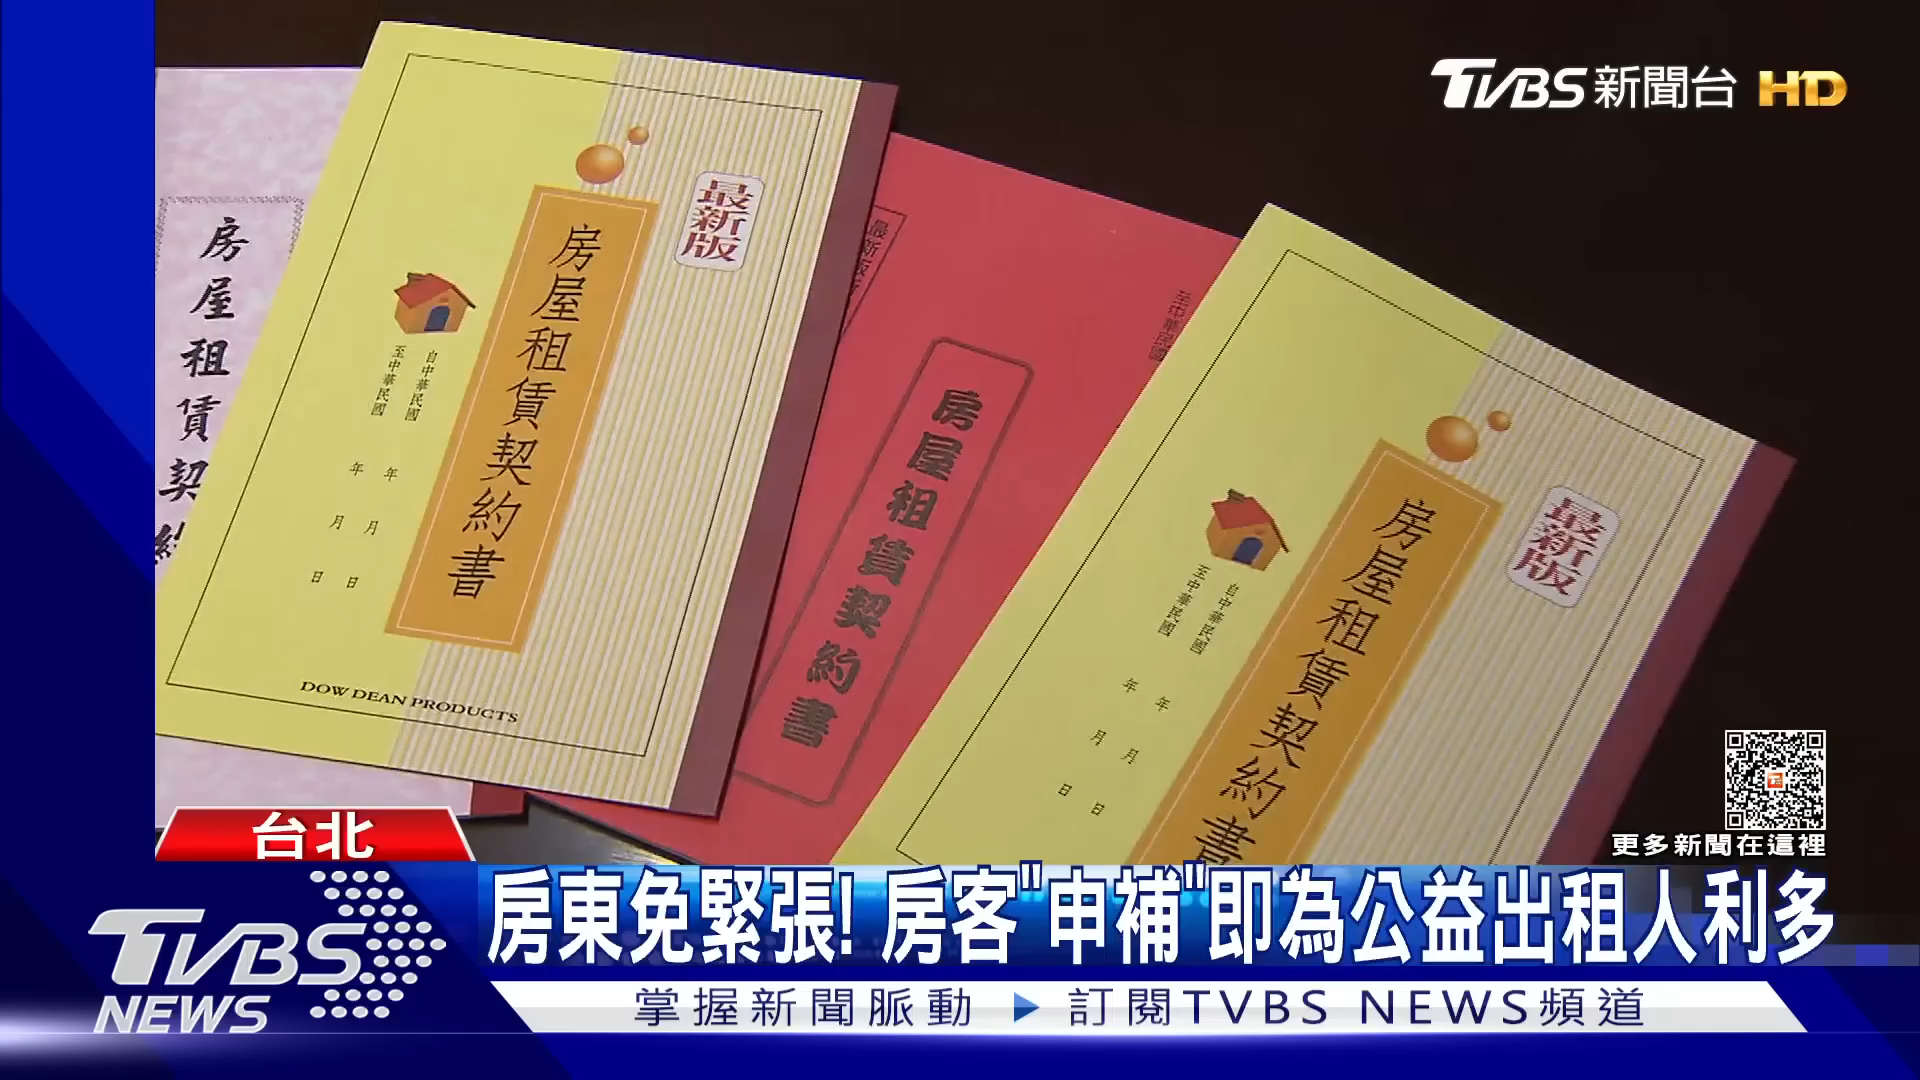 TVBS新聞台 HD
房屋租賃契約
最新版
房屋租賃契約書
自中華民國 年 月 日
至中華民國 年 月 日
DOW DEAN PRODUCTS
最新版
至中華民國
房屋租賃契約書
最新版
房屋租賃契約書
自中華民國 年 月 日
至中華民國 年 月 日
更多新聞在這裡
台北
房東免緊張! 房客"申補"即為公益出租人利多
TVBS NEWS
掌握新聞脈動 ▶ 訂閱TVBS NEWS頻道